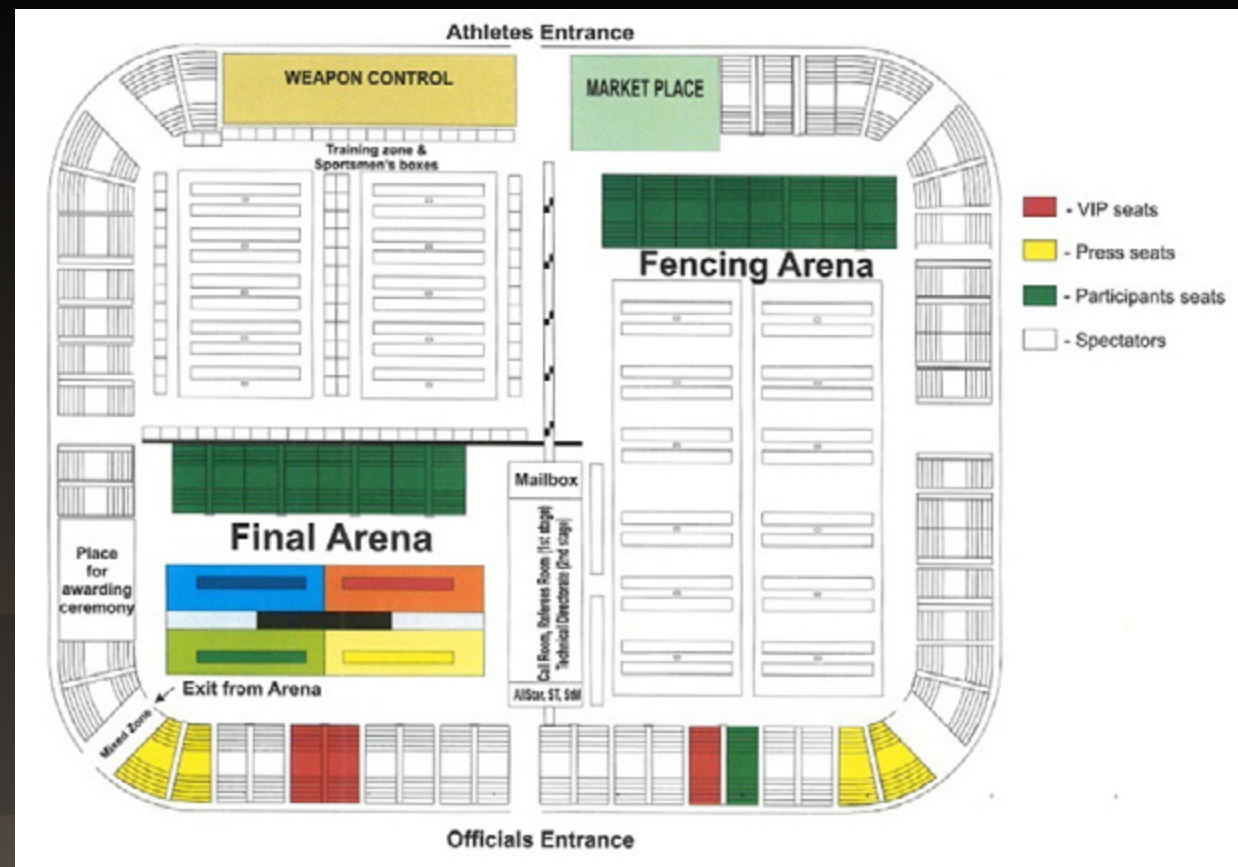 Athletes Entrance
WEAPON CONTROL
MARKET PLACE
Training zone &
Sportsmen's boxes
- VIP seats
Fencing Arena
- Press seats
- Participants seats
- Spectators
Mailbox
Final Arena
Call Room, Referees Room (1st stage)
Technical Directorate (2nd stage)
Place
for
awarding
ceremony
Exit from Arena
AllStar, ST, StM
Mixed Zone
Officials Entrance